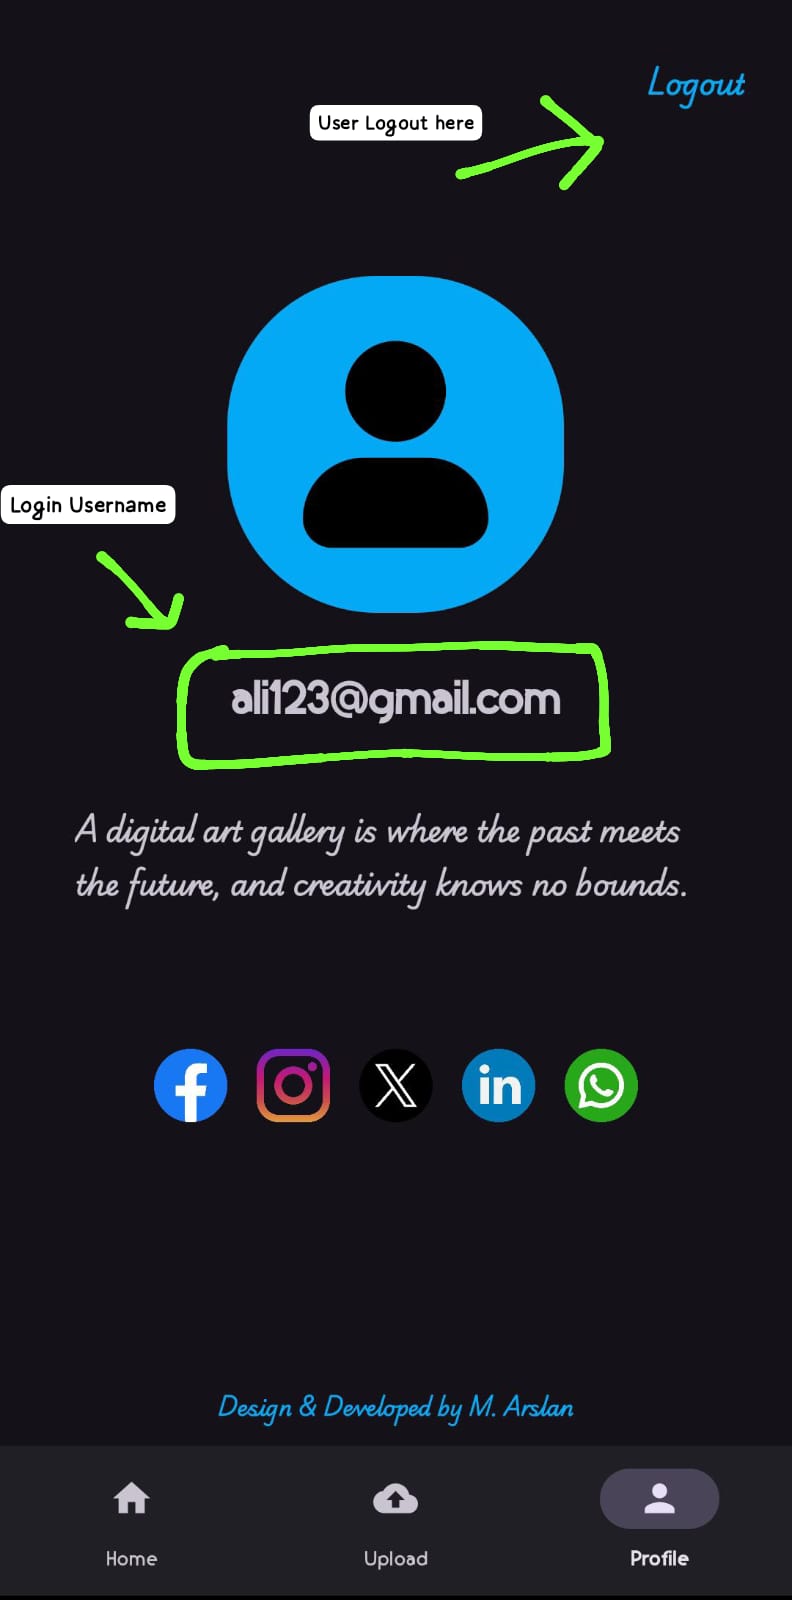 Logout
User Logout here
Login Username
ali123@gmail.com
A digital art gallery is where the past meets
the future, and creativity knows no bounds.
Design & Developed by M. Arslan
Home
Upload
Profile